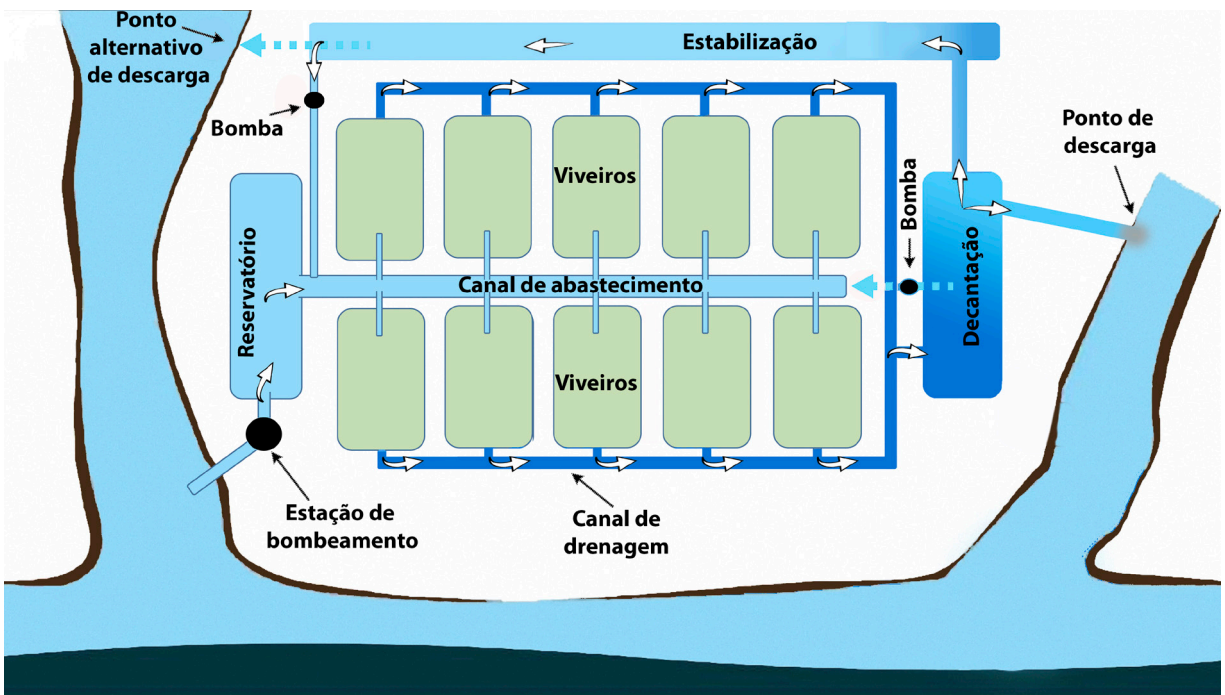 Ponto
alternativo
de descarga
Estabilização
Bomba
Ponto de
descarga
Viveiros
Bomba
Reservatório
Canal de abastecimento
Decantação
Viveiros
Estação de
bombeamento
Canal de
drenagem